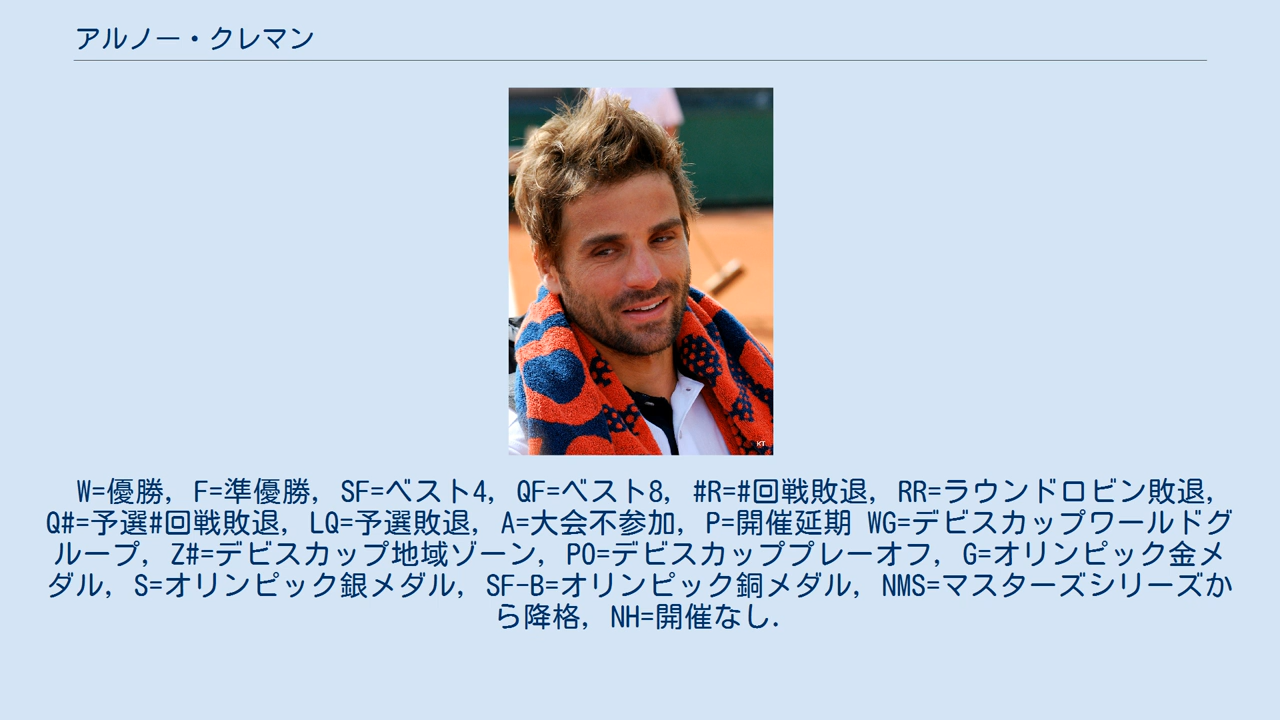 アルノー・クレマン
KT
W=優勝, F=準優勝, SF=ベスト4, QF=ベスト8, #R=#回戦敗退, RR=ラウンドロビン敗退,
Q#=予選#回戦敗退, LQ=予選敗退, A=大会不参加, P=開催延期 WG=デビスカップワールドグ
ループ, Z#=デビスカップ地域ゾーン, PO=デビスカッププレーオフ, G=オリンピック金メ
ダル, S=オリンピック銀メダル, SF-B=オリンピック銅メダル, NMS=マスターズシリーズか
ら降格, NH=開催なし.